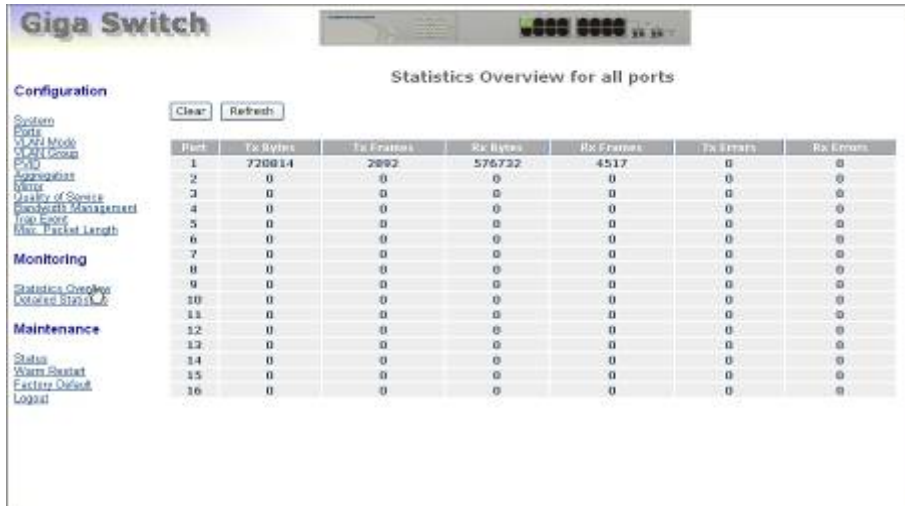 Giga Switch
Statistics Overview for all ports
Configuration
Clear Refresh
System
Ports
VLAN Mode
VLAN Group
PVID
Aggregation
Mirror
Quality of Service
Bandwidth Management
Trap Event
Max. Packet Length
Monitoring
Statistics Overview
Detailed Statistics
Maintenance
Status
Warm Restart
Factory Default
Logout
Port Tx Bytes Tx Frames Rx Bytes Rx Frames Tx Errors Rx Errors
1 720814 2892 576732 4517 0 0
2 0 0 0 0 0 0
3 0 0 0 0 0 0
4 0 0 0 0 0 0
5 0 0 0 0 0 0
6 0 0 0 0 0 0
7 0 0 0 0 0 0
8 0 0 0 0 0 0
9 0 0 0 0 0 0
10 0 0 0 0 0 0
11 0 0 0 0 0 0
12 0 0 0 0 0 0
13 0 0 0 0 0 0
14 0 0 0 0 0 0
15 0 0 0 0 0 0
16 0 0 0 0 0 0